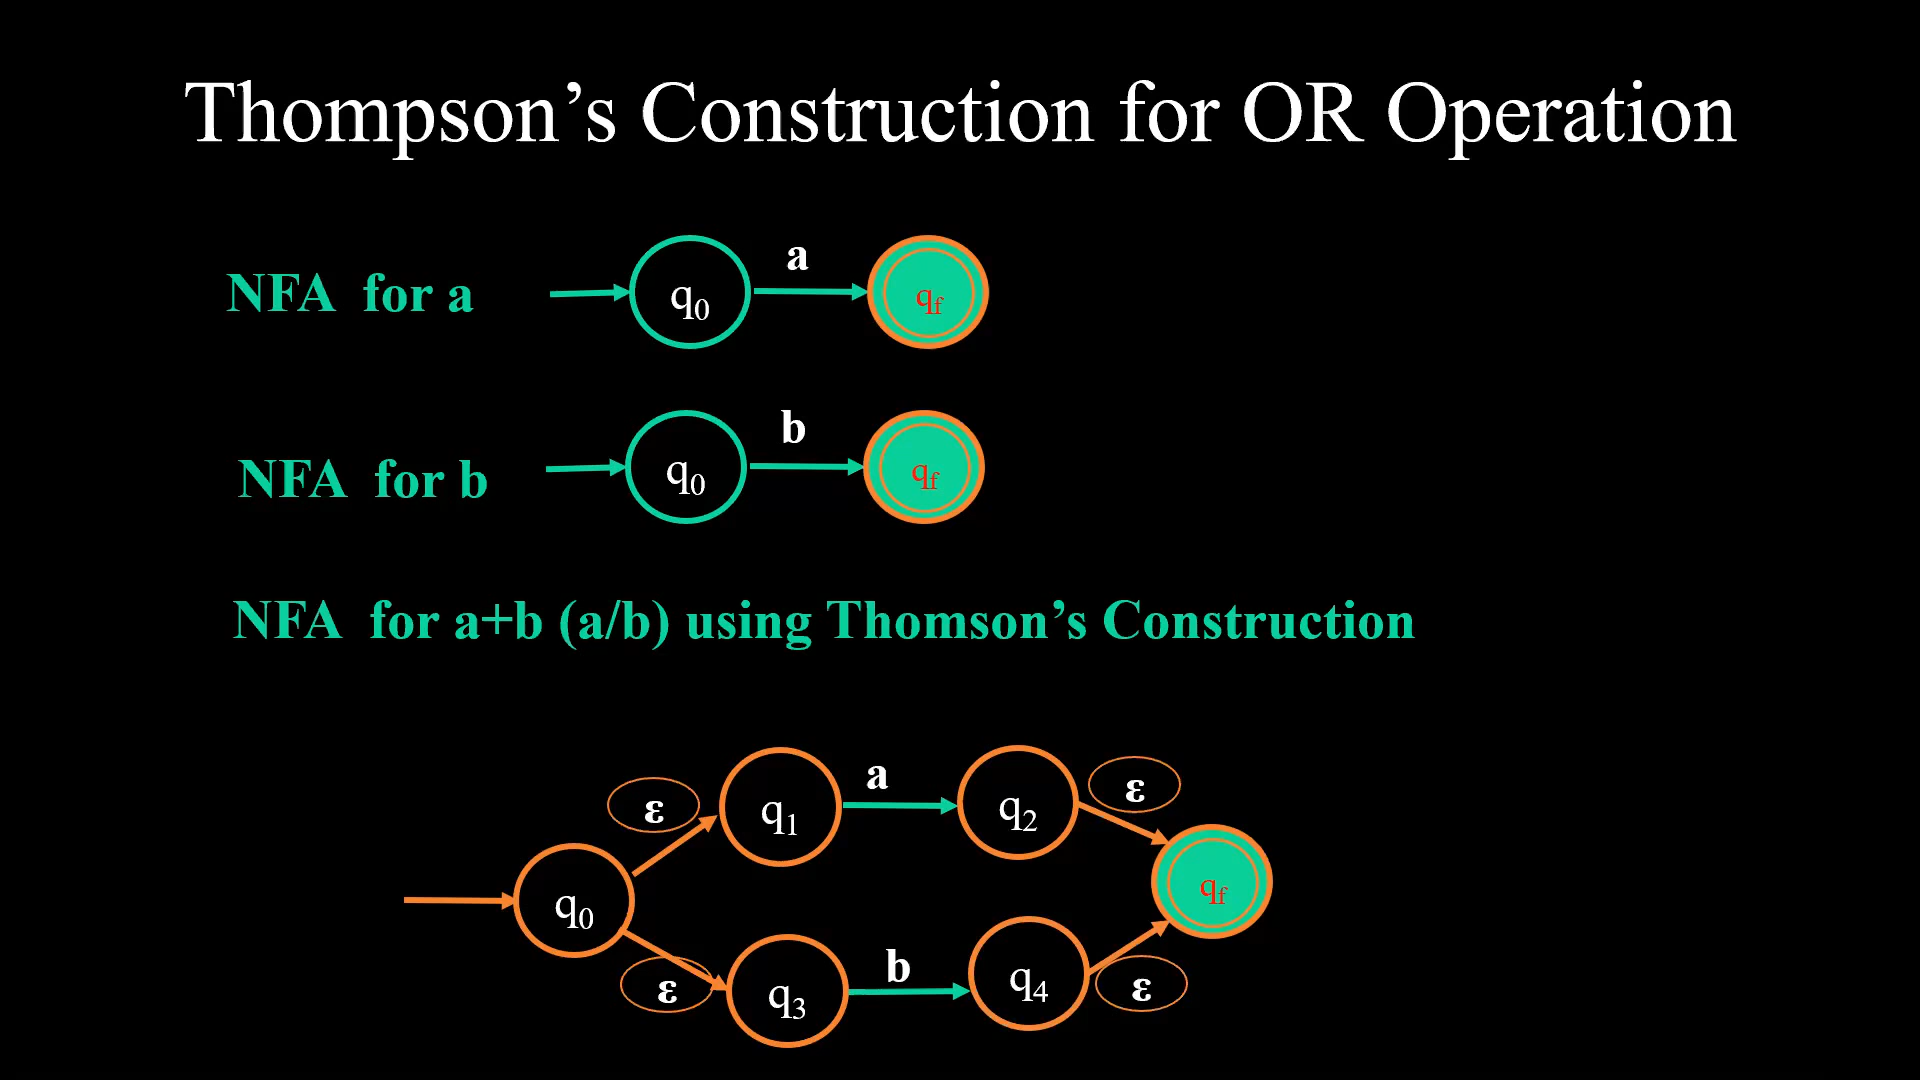 Thompson’s Construction for OR Operation
NFA for a
q0
a
qf
NFA for b
q0
b
qf
NFA for a+b (a/b) using Thomson’s Construction
q0
ε
q1
a
q2
ε
qf
ε
q3
b
q4
ε